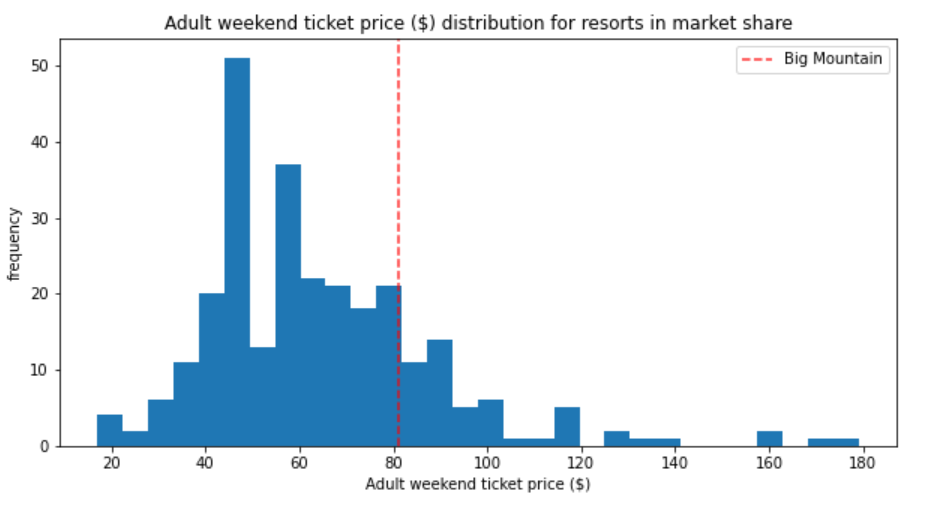 Adult weekend ticket price ($) distribution for resorts in market share
Big Mountain
50
40
30
20
10
0
frequency
20 40 60 80 100 120 140 160 180
Adult weekend ticket price ($)